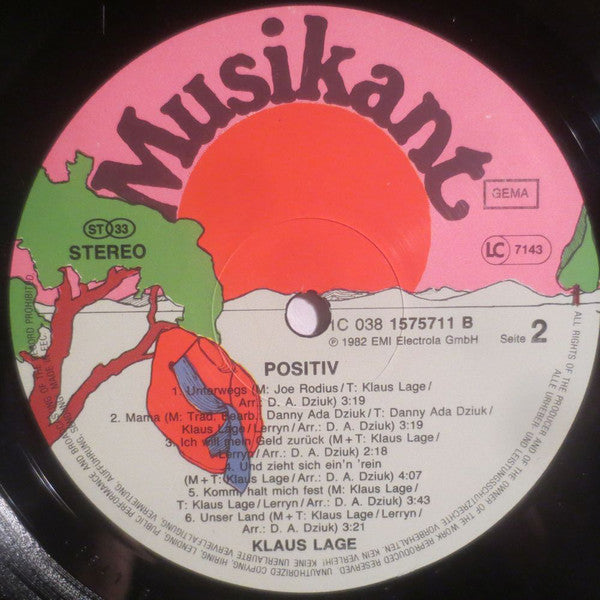 Musikant
GEMA
ST 33
STEREO
LC 7143
1C 038 1575711 B
℗ 1982 EMI Electrola GmbH
Seite 2
POSITIV
1. Unterwegs (M: Joe Rodius/T: Klaus Lage/
Arr.: D. A. Dziuk) 3:19
2. Mama (M: Trad. Bearb. Danny Ada Dziuk/T: Danny Ada Dziuk/
Klaus Lage/Lerryn/Arr.: D. A. Dziuk) 3:19
3. Ich will mein Geld zurück (M+T: Klaus Lage/
Lerryn/Arr.: D. A. Dziuk) 2:18
4. Und zieht sich ein'n 'rein
(M+T: Klaus Lage/Lerryn/Arr.: D. A. Dziuk) 4:07
5. Komm, halt mich fest (M: Klaus Lage/
T: Klaus Lage/Lerryn/Arr.: D. A. Dziuk) 3:43
6. Unser Land (M+T: Klaus Lage/Lerryn/
Arr.: D. A. Dziuk) 3:21
KLAUS LAGE
ALL RIGHTS OF THE PRODUCER AND OF THE OWNER OF THE WORK REPRODUCED RESERVED. UNAUTHORIZED COPYING, HIRING, LENDING, PUBLIC PERFORMANCE AND BROADCASTING OF THE RECORD PROHIBITED
ALLE URHEBER- UND LEISTUNGSSCHUTZRECHTE VORBEHALTEN. KEIN VERLEIH! KEINE UNERLAUBTE VERVIELFÄLTIGUNG, VERMIETUNG, AUFFÜHRUNG, SENDUNG!